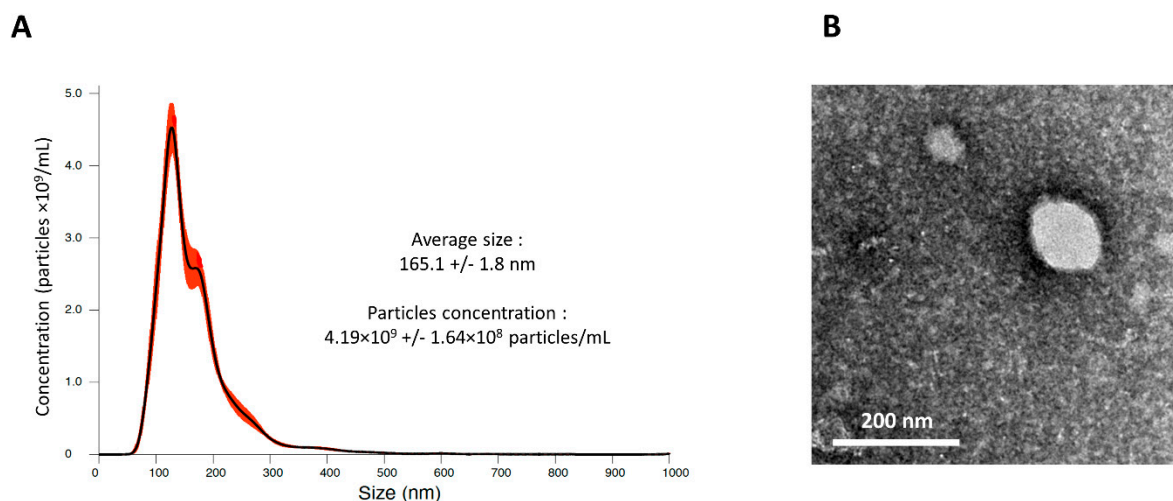 A
B
Concentration (particles ×10⁹/mL)
5.0
4.0
3.0
2.0
1.0
0
Average size :
165.1 +/- 1.8 nm
Particles concentration :
4.19×10⁹ +/- 1.64×10⁸ particles/mL
0 100 200 300 400 500 600 700 800 900 1000
Size (nm)
200 nm